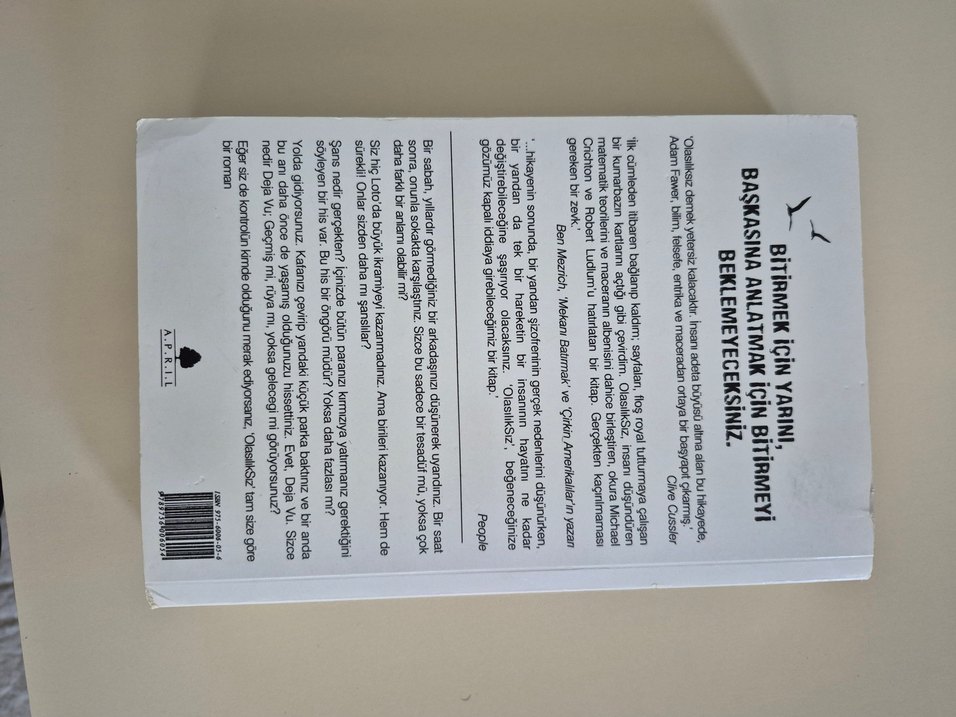 BİTİRMEK İÇİN YARINI,
BAŞKASINA ANLATMAK İÇİN BİTİRMEYİ
BEKLEMEYECEKSİNİZ.
'Olasılıksız demek yetersiz kalacaktır. İnsanı adeta büyüsü altına alan bu hikayede,
Adam Fawer, bilim, felsefe, entrika ve maceradan ortaya bir başyapıt çıkarmış.'
Clive Cussler
'İlk cümleden itibaren bağlanıp kaldım; sayfaları, floş royal tutturmaya çalışan
bir kumarbazın kartlarını açtığı gibi çevirdim. OlasılıkSız, insanı düşündüren
matematik teorilerini ve maceranın albenisini dahice birleştiren, okura Michael
Crichton ve Robert Ludlum'u hatırlatan bir kitap. Gerçekten kaçırılmaması
gereken bir zevk.'
Ben Mezrich, 'Mekanı Batırmak' ve 'Çirkin Amerikalılar'ın yazarı
'...hikayenin sonunda, bir yandan şizofreninin gerçek nedenlerini düşünürken,
bir yandan da tek bir hareketin bir insanının hayatını ne kadar
değiştirebileceğine şaşırıyor olacaksınız. 'OlasılıkSız', beğeneceğinize
gözümüz kapalı iddiaya girebileceğimiz bir kitap.'
People
Bir sabah, yıllardır görmediğiniz bir arkadaşınızı düşünerek uyandınız. Bir saat
sonra, onunla sokakta karşılaştınız. Sizce bu sadece bir tesadüf mü, yoksa çok
daha farklı bir anlamı olabilir mi?
Siz hiç Loto'da büyük ikramiyeyi kazanmadınız. Ama birileri kazanıyor. Hem de
sürekli! Onlar sizden daha mı şanslılar?
Şans nedir gerçekten? İçinizde bütün paranızı kırmızıya yatırmanız gerektiğini
söyleyen bir his var. Bu his bir öngörü müdür? Yoksa daha fazlası mı?
Yolda gidiyorsunuz. Kafanızı çevirip yandaki küçük parka baktınız ve bir anda
bu anı daha önce de yaşamış olduğunuzu hissettiniz. Evet, Deja Vu. Sizce
nedir Deja Vu; Geçmiş mi, rüya mı, yoksa geleceği mi görüyorsunuz?
Eğer siz de kontrolün kimde olduğunu merak ediyorsanız, 'OlasılıkSız' tam size göre
bir roman
A.P.R.I.L
ISBN 975-6006-05-6
9789756006054